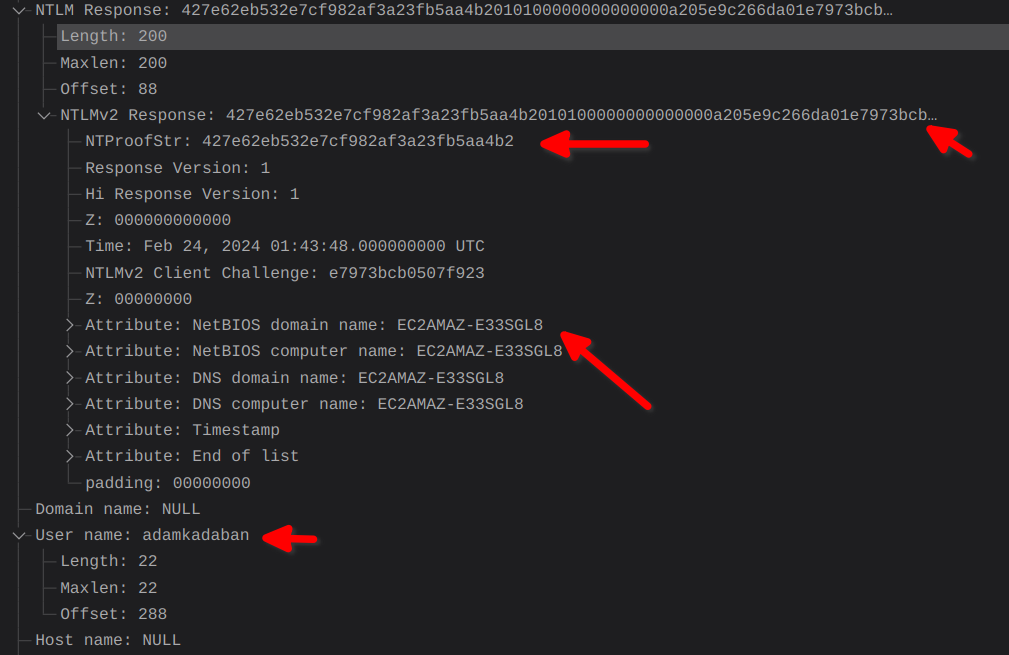 NTLM Response: 427e62eb532e7cf982af3a23fb5aa4b20101000000000000000a205e9c266da01e7973bcb…
Length: 200
Maxlen: 200
Offset: 88
NTLMv2 Response: 427e62eb532e7cf982af3a23fb5aa4b20101000000000000000a205e9c266da01e7973bcb…
NTProofStr: 427e62eb532e7cf982af3a23fb5aa4b2
Response Version: 1
Hi Response Version: 1
Z: 000000000000
Time: Feb 24, 2024 01:43:48.000000000 UTC
NTLMv2 Client Challenge: e7973bcb0507f923
Z: 00000000
Attribute: NetBIOS domain name: EC2AMAZ-E33SGL8
Attribute: NetBIOS computer name: EC2AMAZ-E33SGL8
Attribute: DNS domain name: EC2AMAZ-E33SGL8
Attribute: DNS computer name: EC2AMAZ-E33SGL8
Attribute: Timestamp
Attribute: End of list
padding: 00000000
Domain name: NULL
User name: adamkadaban
Length: 22
Maxlen: 22
Offset: 288
Host name: NULL